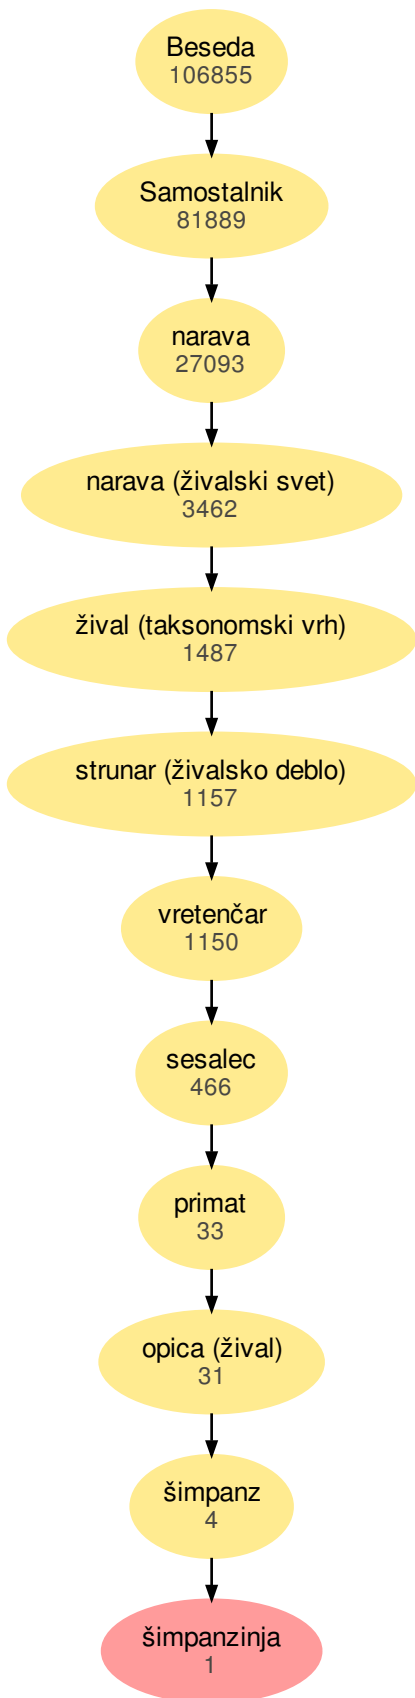 Beseda
106855
Samostalnik
81889
narava
27093
narava (živalski svet)
3462
žival (taksonomski vrh)
1487
strunar (živalsko deblo)
1157
vretenčar
1150
sesalec
466
primat
33
opica (žival)
31
šimpanz
4
šimpanzinja
1